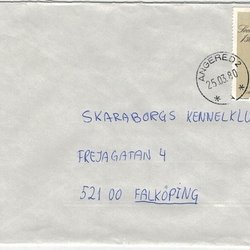 ANGERED 2
25.03.80
SKARABORGS KENNELKLU
FREJAGATAN 4
521 00 FALKÖPING